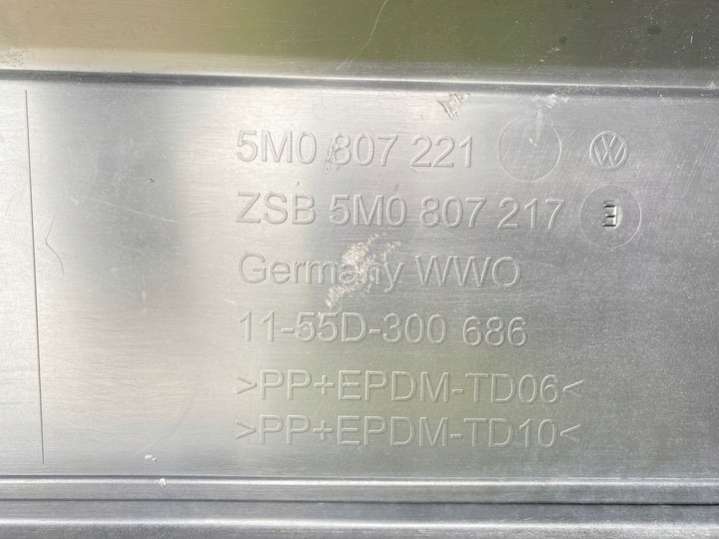 5M0 807 221
ZSB 5M0 807 217 E
Germany WWO
11-55D-300 686
>PP+EPDM-TD06<
>PP+EPDM-TD10<